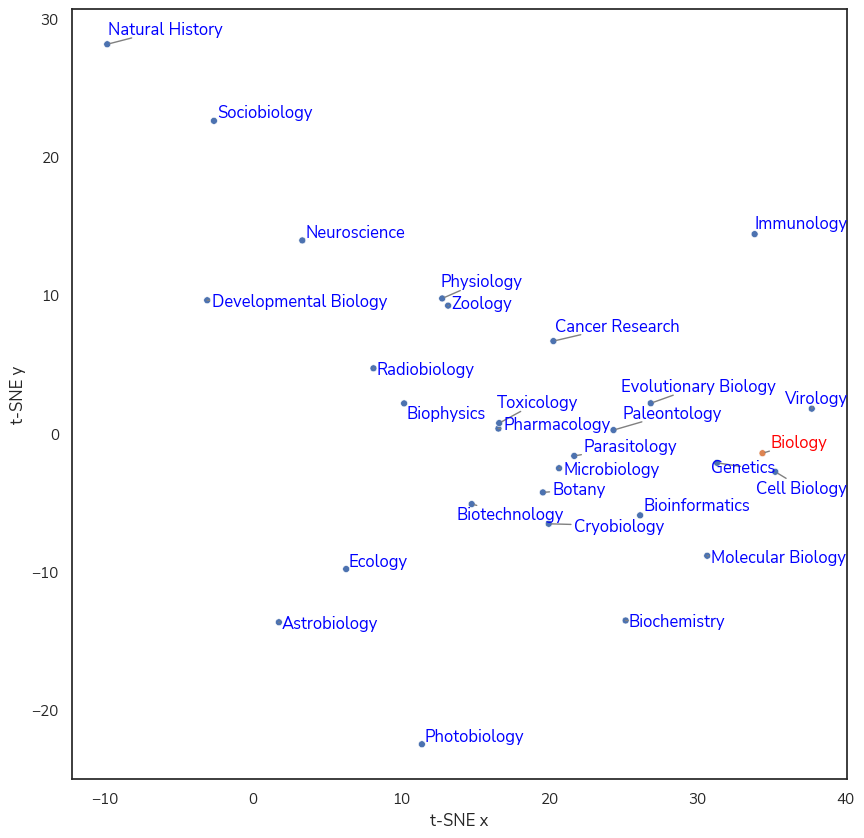 30
20
10
0
−10
−20
t-SNE y
Natural History
Sociobiology
Immunology
Neuroscience
Physiology
Developmental Biology
Zoology
Cancer Research
Radiobiology
Evolutionary Biology
Virology
Toxicology
Biophysics
Paleontology
Pharmacology
Biology
Parasitology
Genetics
Microbiology
Botany
Cell Biology
Bioinformatics
Biotechnology
Cryobiology
Molecular Biology
Ecology
Biochemistry
Astrobiology
Photobiology
−10
0
10
20
30
40
t-SNE x